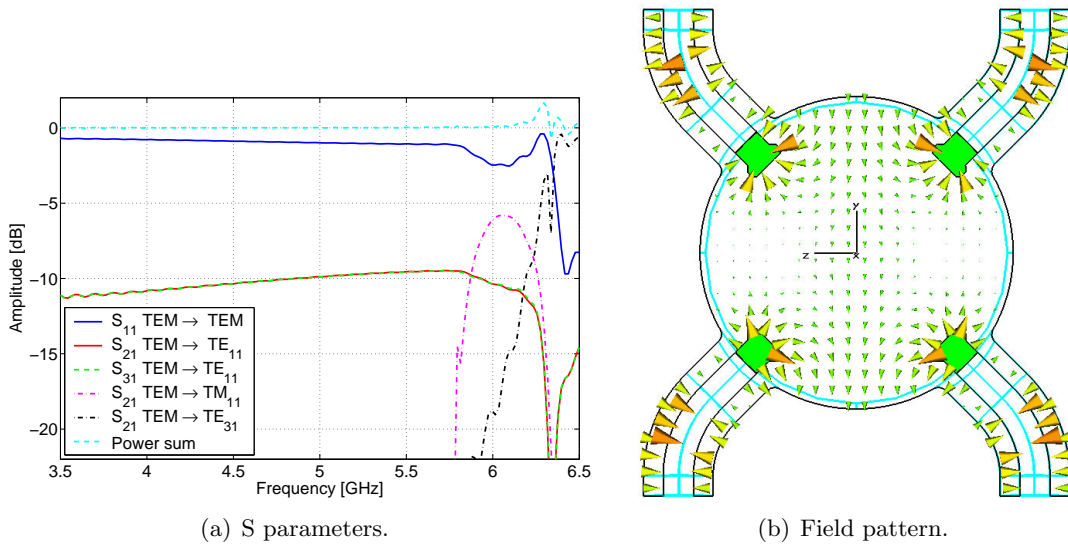 0
−5
−10
−15
−20
3.5 4 4.5 5 5.5 6 6.5
Amplitude [dB]
Frequency [GHz]
S11 TEM → TEM
S21 TEM → TE11
S31 TEM → TE11
S21 TEM → TM11
S21 TEM → TE31
Power sum
(a) S parameters.
y
z x
(b) Field pattern.